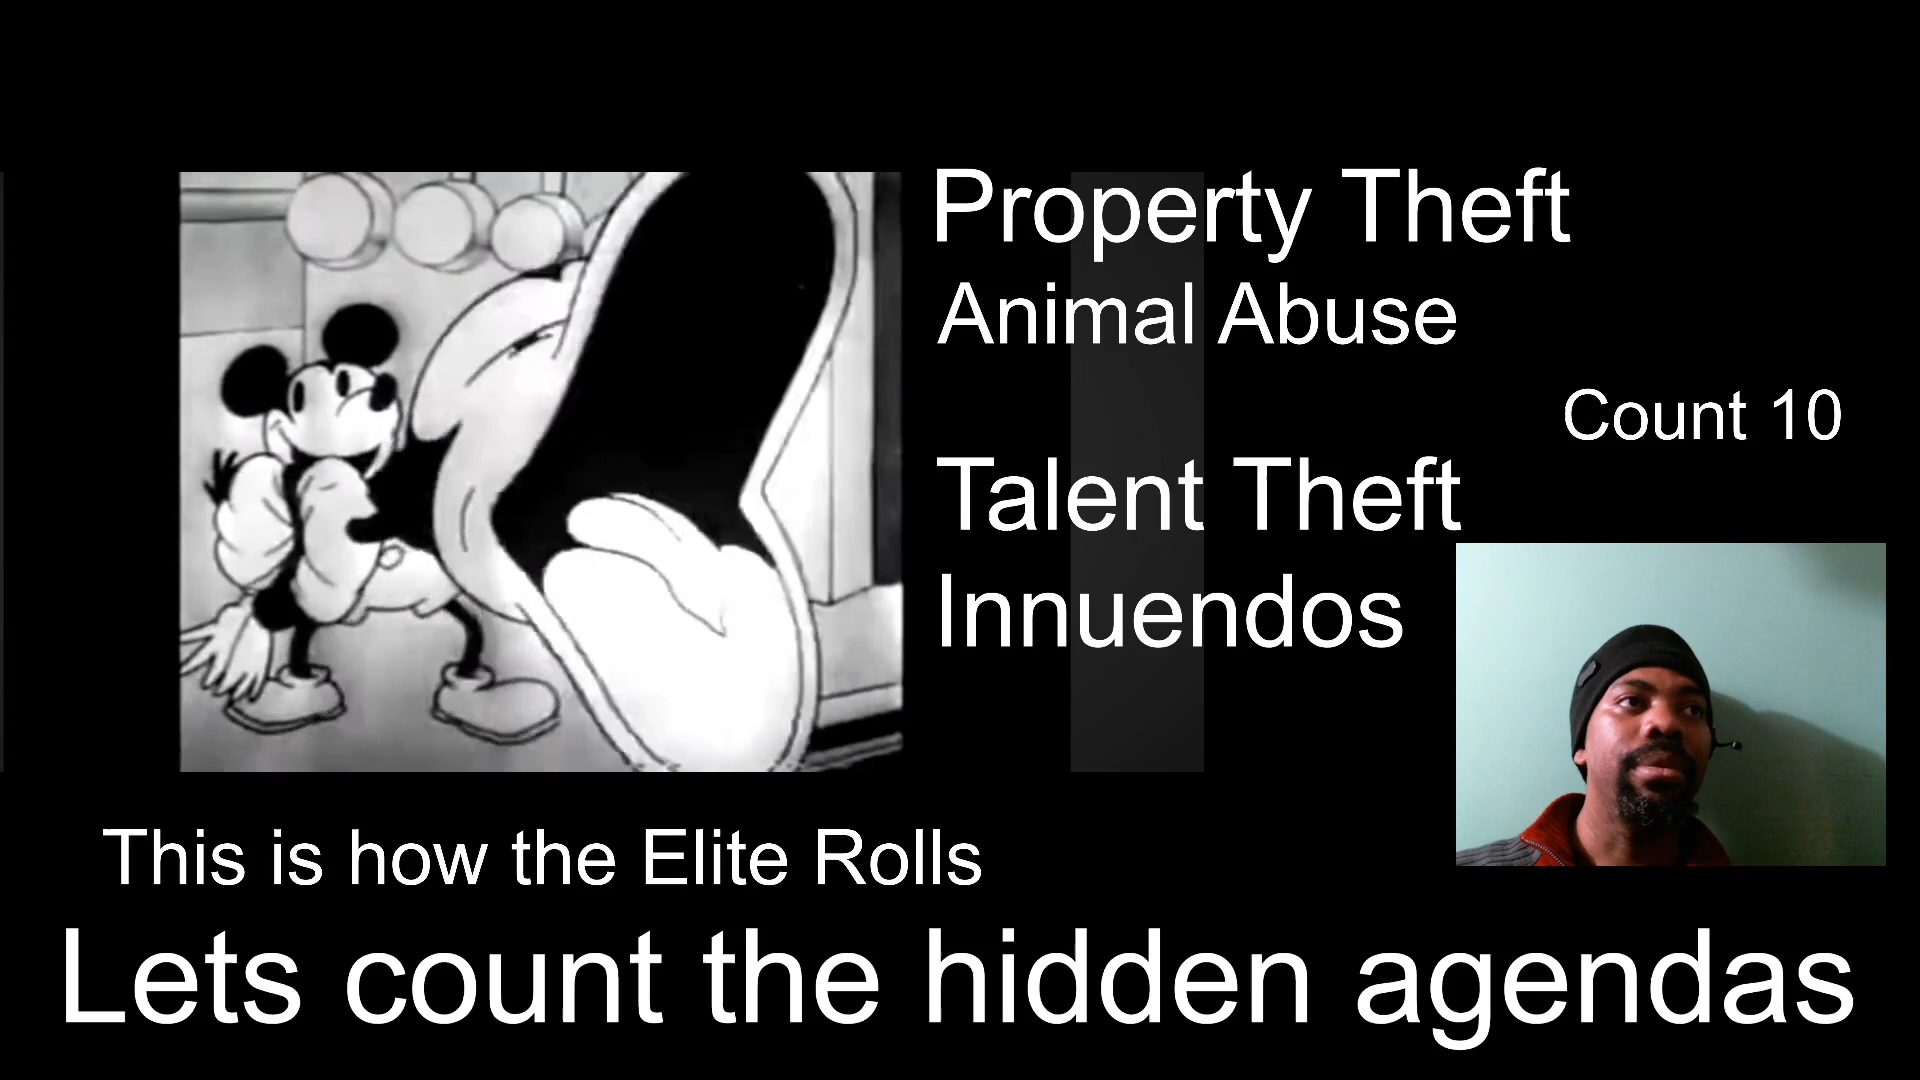 Property Theft
Animal Abuse
Count 10
Talent Theft
Innuendos
This is how the Elite Rolls
Lets count the hidden agendas